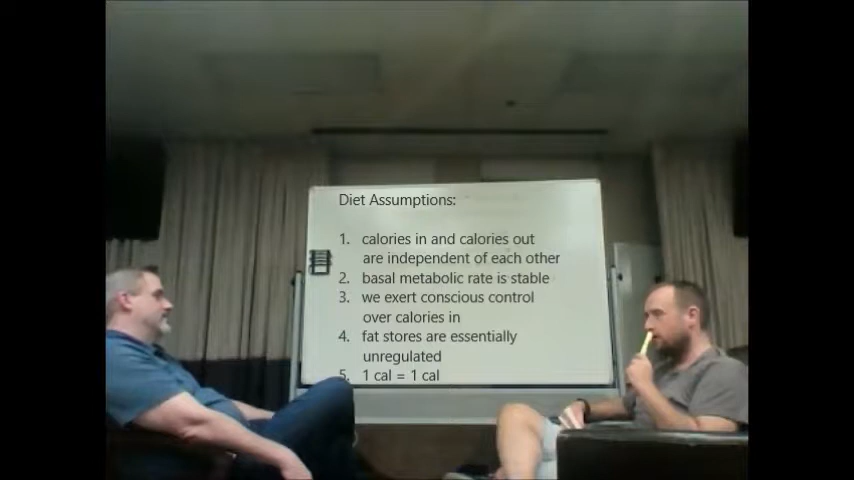 Diet Assumptions:
1. calories in and calories out
are independent of each other
2. basal metabolic rate is stable
3. we exert conscious control
over calories in
4. fat stores are essentially
unregulated
5. 1 cal = 1 cal